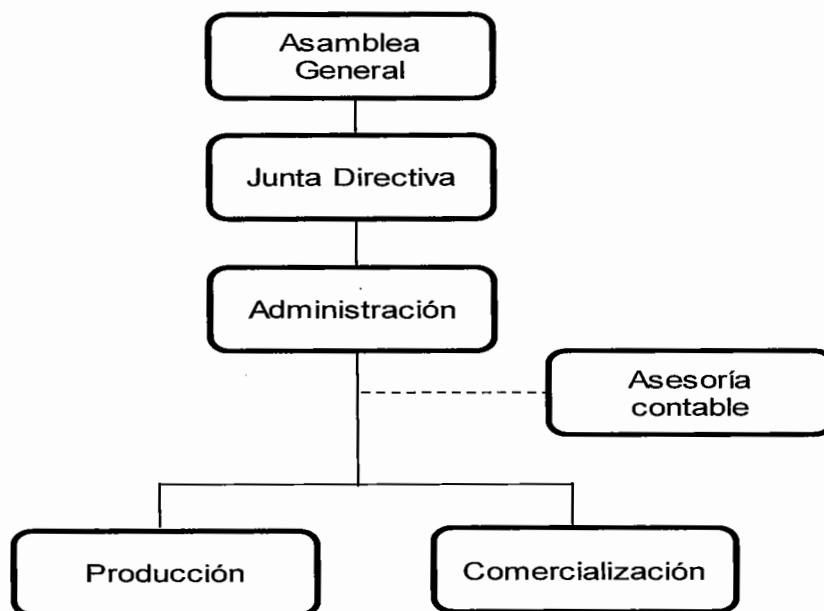 Asamblea
General
Junta Directiva
Administración
Asesoría
contable
Producción
Comercialización